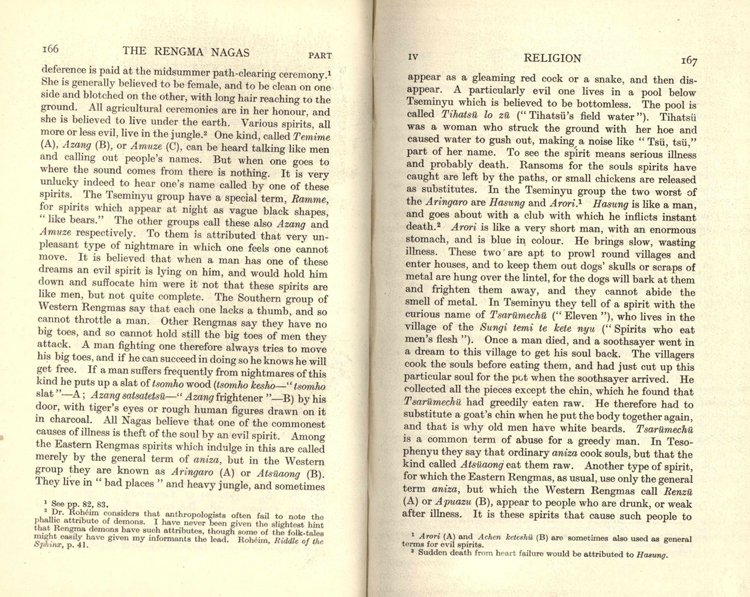 166 THE RENGMA NAGAS PART
deference is paid at the midsummer path-clearing ceremony.¹
She is generally believed to be female, and to be clean on one
side and blotched on the other, with long hair reaching to the
ground. All agricultural ceremonies are in her honour, and
she is believed to live under the earth. Various spirits, all
more or less evil, live in the jungle.² One kind, called Temime
(A), Azang (B), or Amuze (C), can be heard talking like men
and calling out people's names. But when one goes to
where the sound comes from there is nothing. It is very
unlucky indeed to hear one's name called by one of these
spirits. The Tseminyu group have a special term, Ramme,
for spirits which appear at night as vague black shapes,
"like bears." The other groups call these also Azang and
Amuze respectively. To them is attributed that very un-
pleasant type of nightmare in which one feels one cannot
move. It is believed that when a man has one of these
dreams an evil spirit is lying on him, and would hold him
down and suffocate him were it not that these spirits are
like men, but not quite complete. The Southern group of
Western Rengmas say that each one lacks a thumb, and so
cannot throttle a man. Other Rengmas say they have no
big toes, and so cannot hold still the big toes of men they
attack. A man fighting one therefore always tries to move
his big toes, and if he can succeed in doing so he knows he will
get free. If a man suffers frequently from nightmares of this
kind he puts up a slat of tsomho wood (tsomho kesho—"tsomho
slat"—A; Azang satsaetsü—"Azang frightener"—B) by his
door, with tiger's eyes or rough human figures drawn on it
in charcoal. All Nagas believe that one of the commonest
causes of illness is theft of the soul by an evil spirit. Among
the Eastern Rengmas spirits which indulge in this are called
merely by the general term of aniza, but in the Western
group they are known as Aringaro (A) or Atsüaong (B).
They live in "bad places" and heavy jungle, and sometimes
¹ See pp. 82, 83.
² Dr. Rohéim considers that anthropologists often fail to note the
phallic attribute of demons. I have never been given the slightest hint
that Rengma demons have such attributes, though some of the folk-tales
might easily have given my informants the lead. Rohéim, Riddle of the
Sphinx, p. 41.
IV RELIGION 167
appear as a gleaming red cock or a snake, and then dis-
appear. A particularly evil one lives in a pool below
Tseminyu which is believed to be bottomless. The pool is
called Tihatsü lo zü ("Tihatsü's field water"). Tihatsü
was a woman who struck the ground with her hoe and
caused water to gush out, making a noise like "Tsü, tsü,"
part of her name. To see the spirit means serious illness
and probably death. Ransoms for the souls spirits have
caught are left by the paths, or small chickens are released
as substitutes. In the Tseminyu group the two worst of
the Aringaro are Hasung and Arori.¹ Hasung is like a man,
and goes about with a club with which he inflicts instant
death.² Arori is like a very short man, with an enormous
stomach, and is blue in colour. He brings slow, wasting
illness. These two are apt to prowl round villages and
enter houses, and to keep them out dogs' skulls or scraps of
metal are hung over the lintel, for the dogs will bark at them
and frighten them away, and they cannot abide the
smell of metal. In Tseminyu they tell of a spirit with the
curious name of Tsarümechü ("Eleven"), who lives in the
village of the Sungi temi te kete nyu ("Spirits who eat
men's flesh"). Once a man died, and a soothsayer went in
a dream to this village to get his soul back. The villagers
cook the souls before eating them, and had just cut up this
particular soul for the pot when the soothsayer arrived. He
collected all the pieces except the chin, which he found that
Tsarümechü had greedily eaten raw. He therefore had to
substitute a goat's chin when he put the body together again,
and that is why old men have white beards. Tsarümechü
is a common term of abuse for a greedy man. In Teso-
phenyu they say that ordinary aniza cook souls, but that the
kind called Atsüaong eat them raw. Another type of spirit,
for which the Eastern Rengmas, as usual, use only the general
term aniza, but which the Western Rengmas call Renzü
(A) or Apuazu (B), appear to people who are drunk, or weak
after illness. It is these spirits that cause such people to
¹ Arori (A) and Achen keteshü (B) are sometimes also used as general
terms for evil spirits.
² Sudden death from heart failure would be attributed to Hasung.